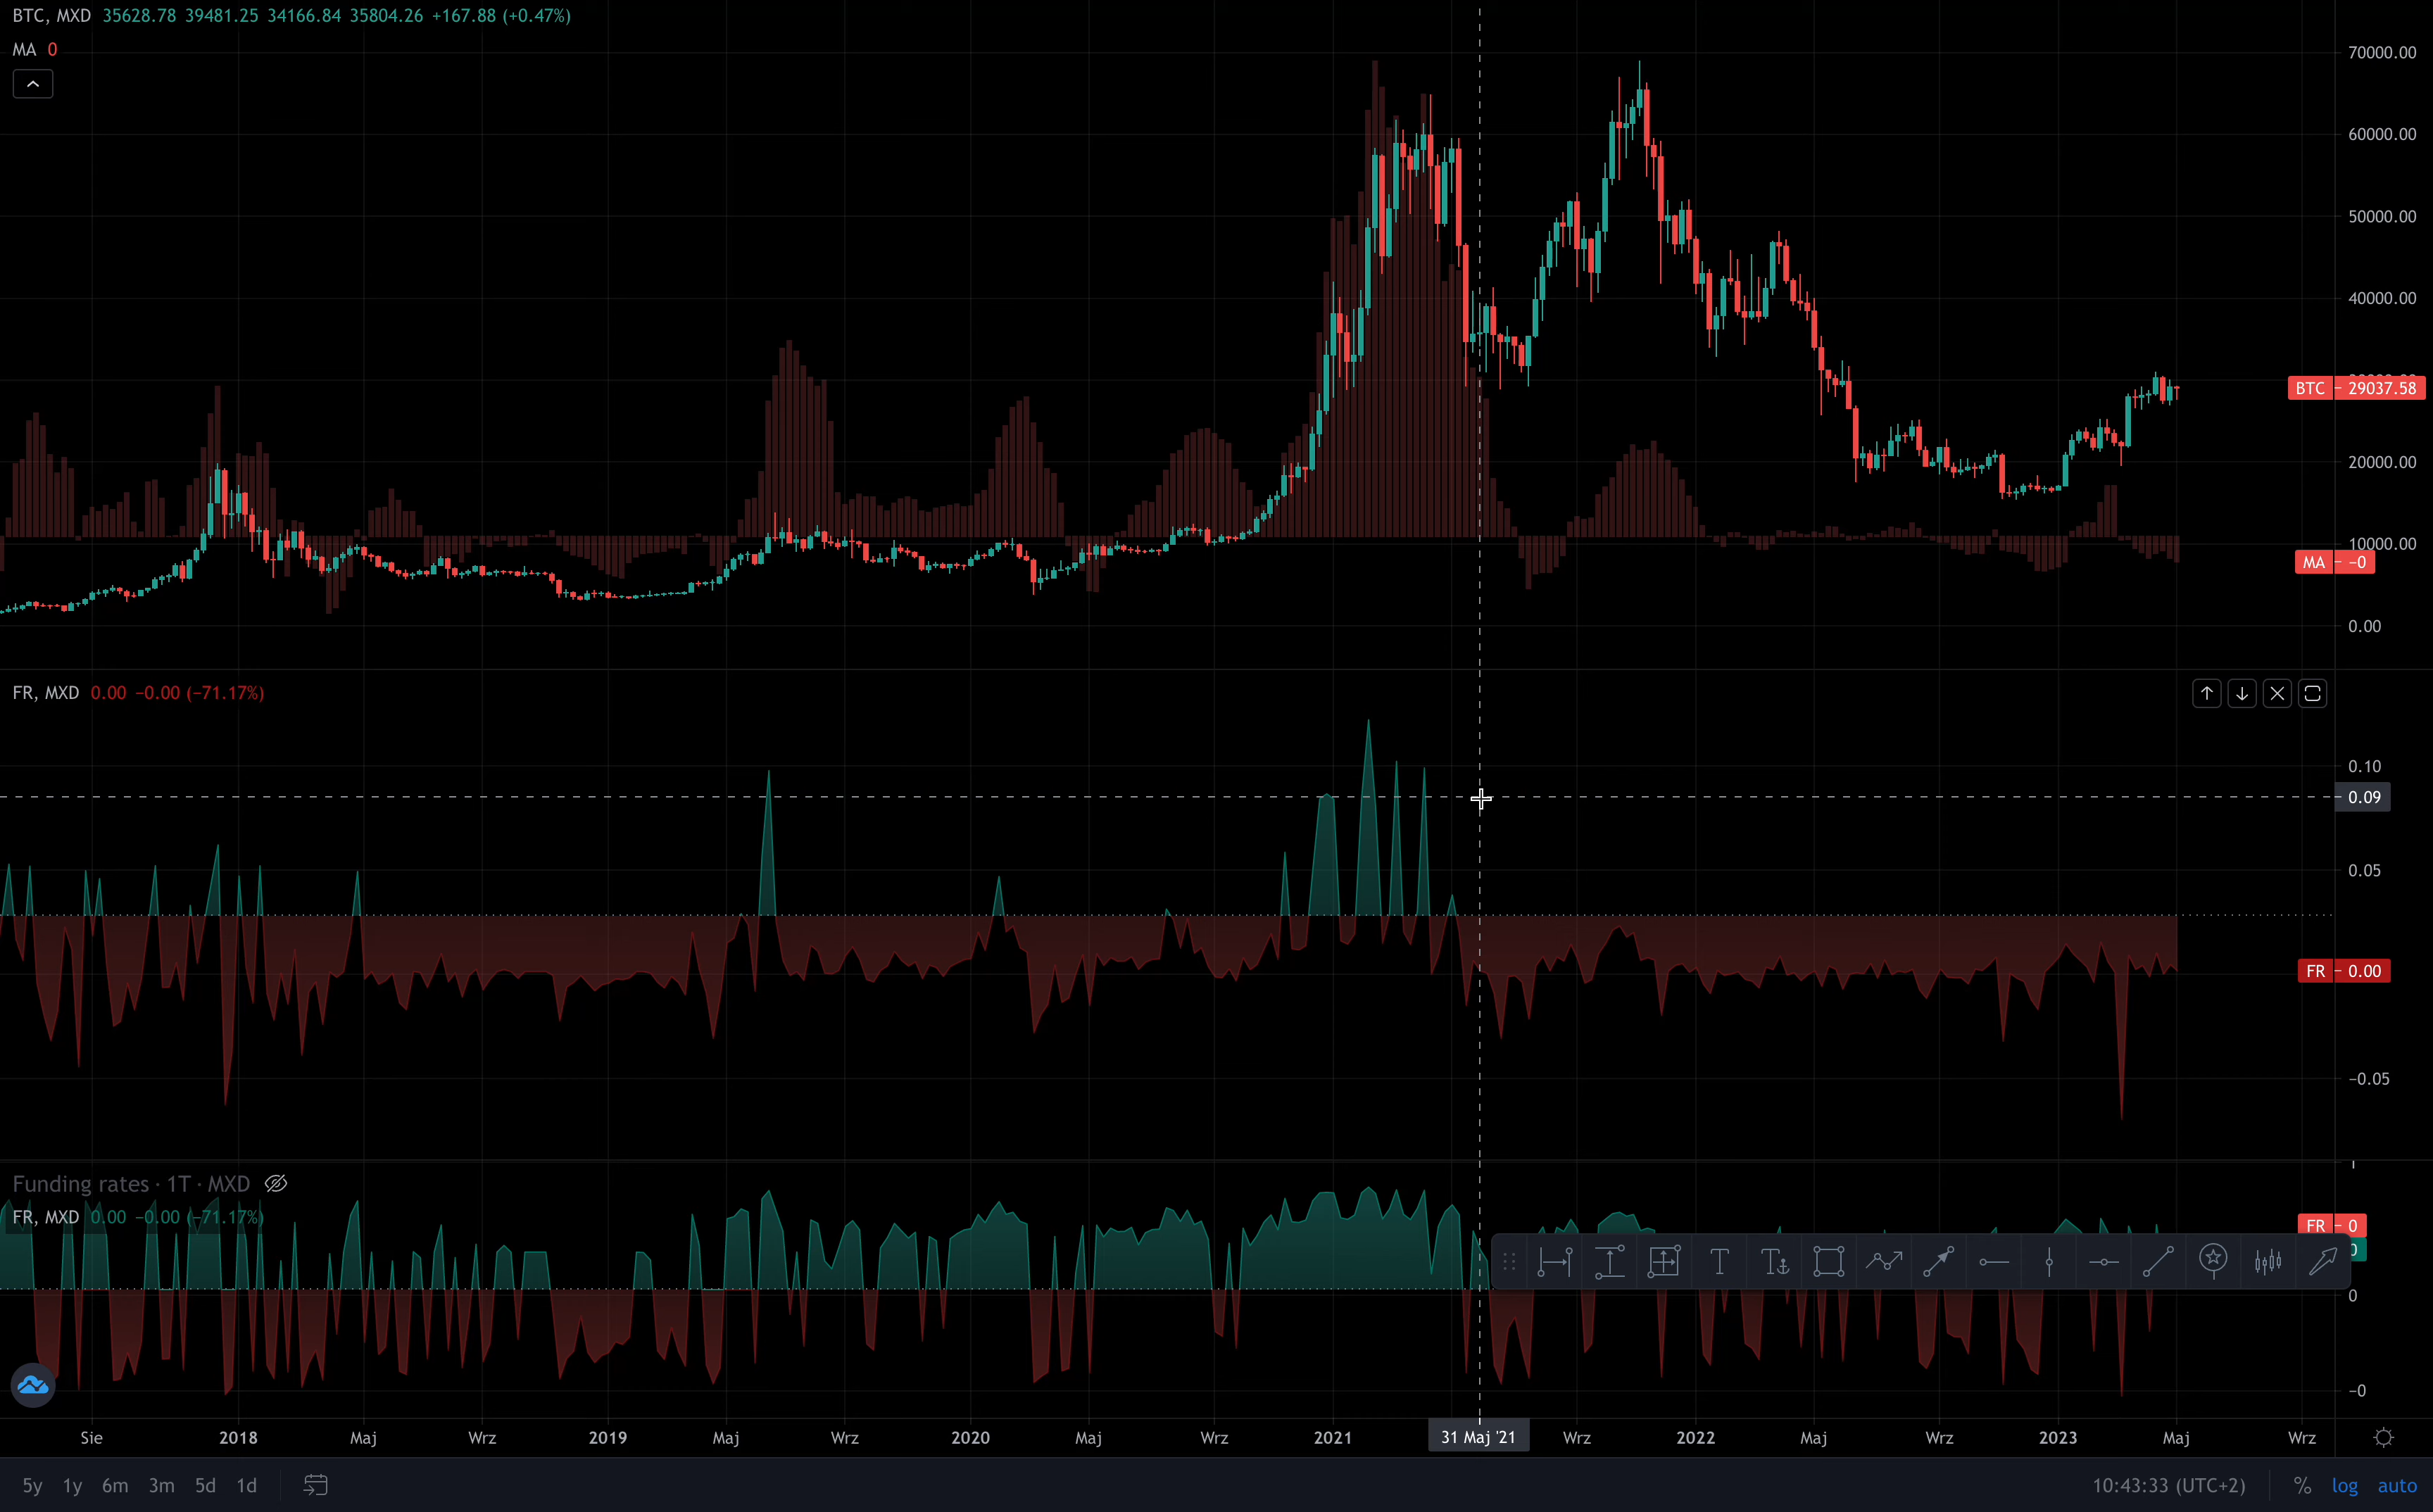 BTC, MXD 35628.78 39481.25 34166.84 35804.26 +167.88 (+0.47%)
MA 0
70000.00
60000.00
50000.00
40000.00
BTC 29037.58
20000.00
10000.00
MA −0
0.00
FR, MXD 0.00 −0.00 (−71.17%)
0.10
0.09
0.05
FR 0.00
−0.05
Funding rates · 1T · MXD
FR, MXD 0.00 −0.00 (−71.17%)
FR 0
0
0
−0
Sie 2018 Maj Wrz 2019 Maj Wrz 2020 Maj Wrz 2021 31 Maj '21 Wrz 2022 Maj Wrz 2023 Maj Wrz
5y 1y 6m 3m 5d 1d 10:43:33 (UTC+2) % log auto